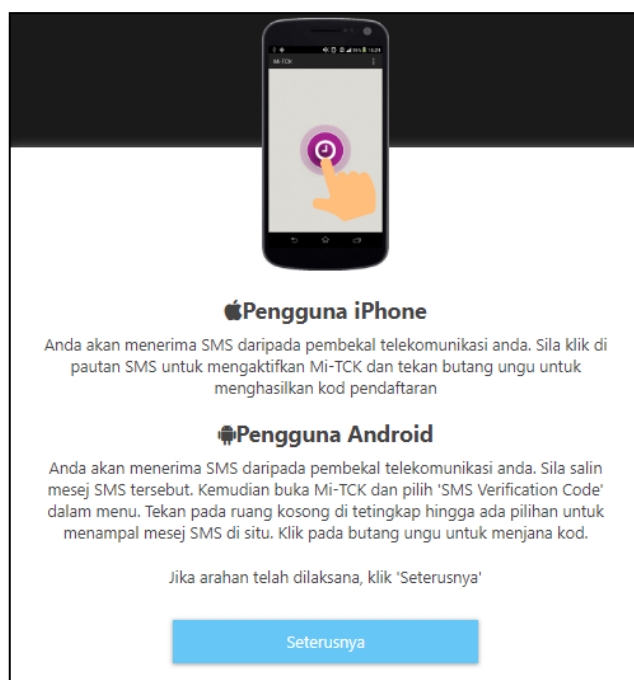 Mi-TCK
Pengguna iPhone
Anda akan menerima SMS daripada pembekal telekomunikasi anda. Sila klik di
pautan SMS untuk mengaktifkan Mi-TCK dan tekan butang ungu untuk
menghasilkan kod pendaftaran
Pengguna Android
Anda akan menerima SMS daripada pembekal telekomunikasi anda. Sila salin
mesej SMS tersebut. Kemudian buka Mi-TCK dan pilih 'SMS Verification Code'
dalam menu. Tekan pada ruang kosong di tetingkap hingga ada pilihan untuk
menampal mesej SMS di situ. Klik pada butang ungu untuk menjana kod.
Jika arahan telah dilaksana, klik 'Seterusnya'
Seterusnya